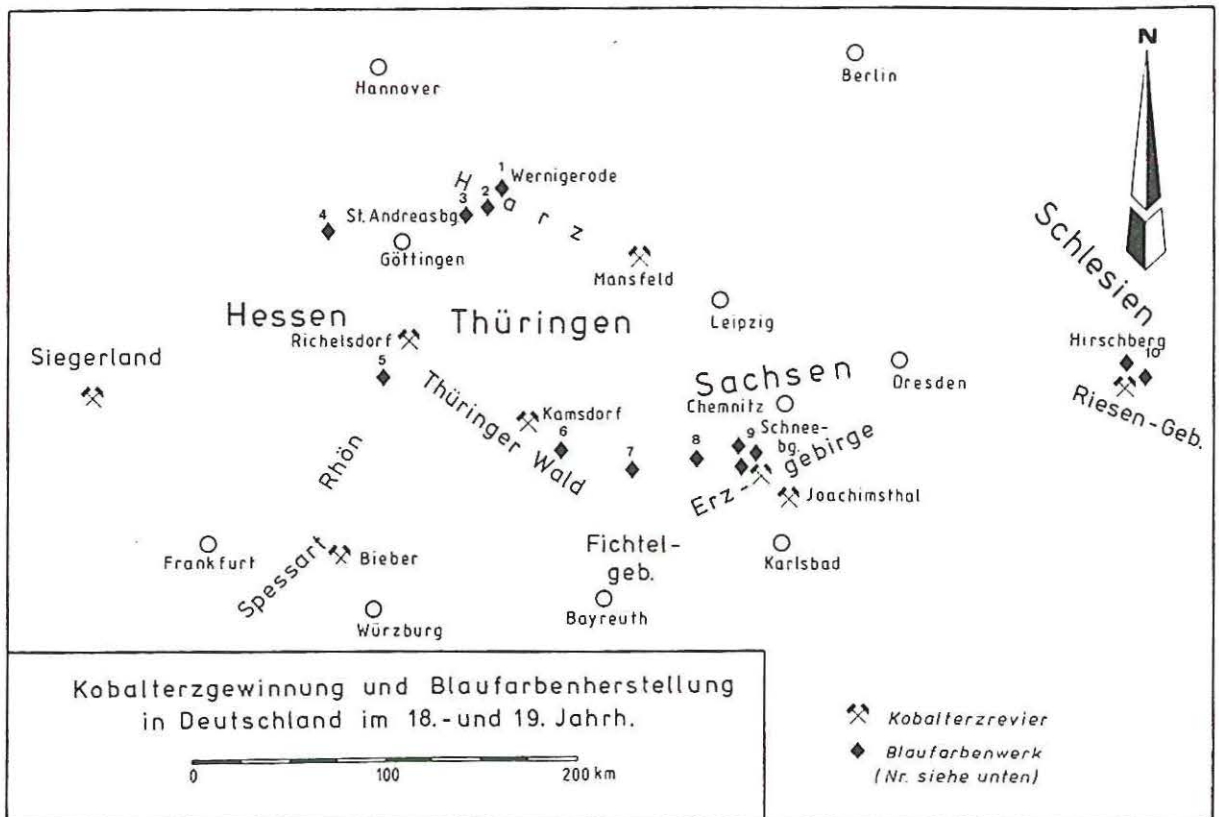 N
Hannover
Berlin
1
Wernigerode
Harz
2
3
St.Andreasbg
4
Göttingen
Mansfeld
Schlesien
Hessen
Thüringen
Leipzig
Richelsdorf
Hirschberg
10
Siegerland
5
Sachsen
Dresden
Riesen-Geb.
Thüringer Wald
Chemnitz
Kamsdorf
6
7
8
9
Schnee-
bg.
Erz-gebirge
Joachimsthal
Rhön
Frankfurt
Spessart
Bieber
Fichtel-
geb.
Karlsbad
Würzburg
Bayreuth
Kobalterzgewinnung und Blaufarbenherstellung
in Deutschland im 18.-und 19. Jahrh.
0 100 200 km
Kobalterzrevier
Blaufarbenwerk
(Nr. siehe unten)